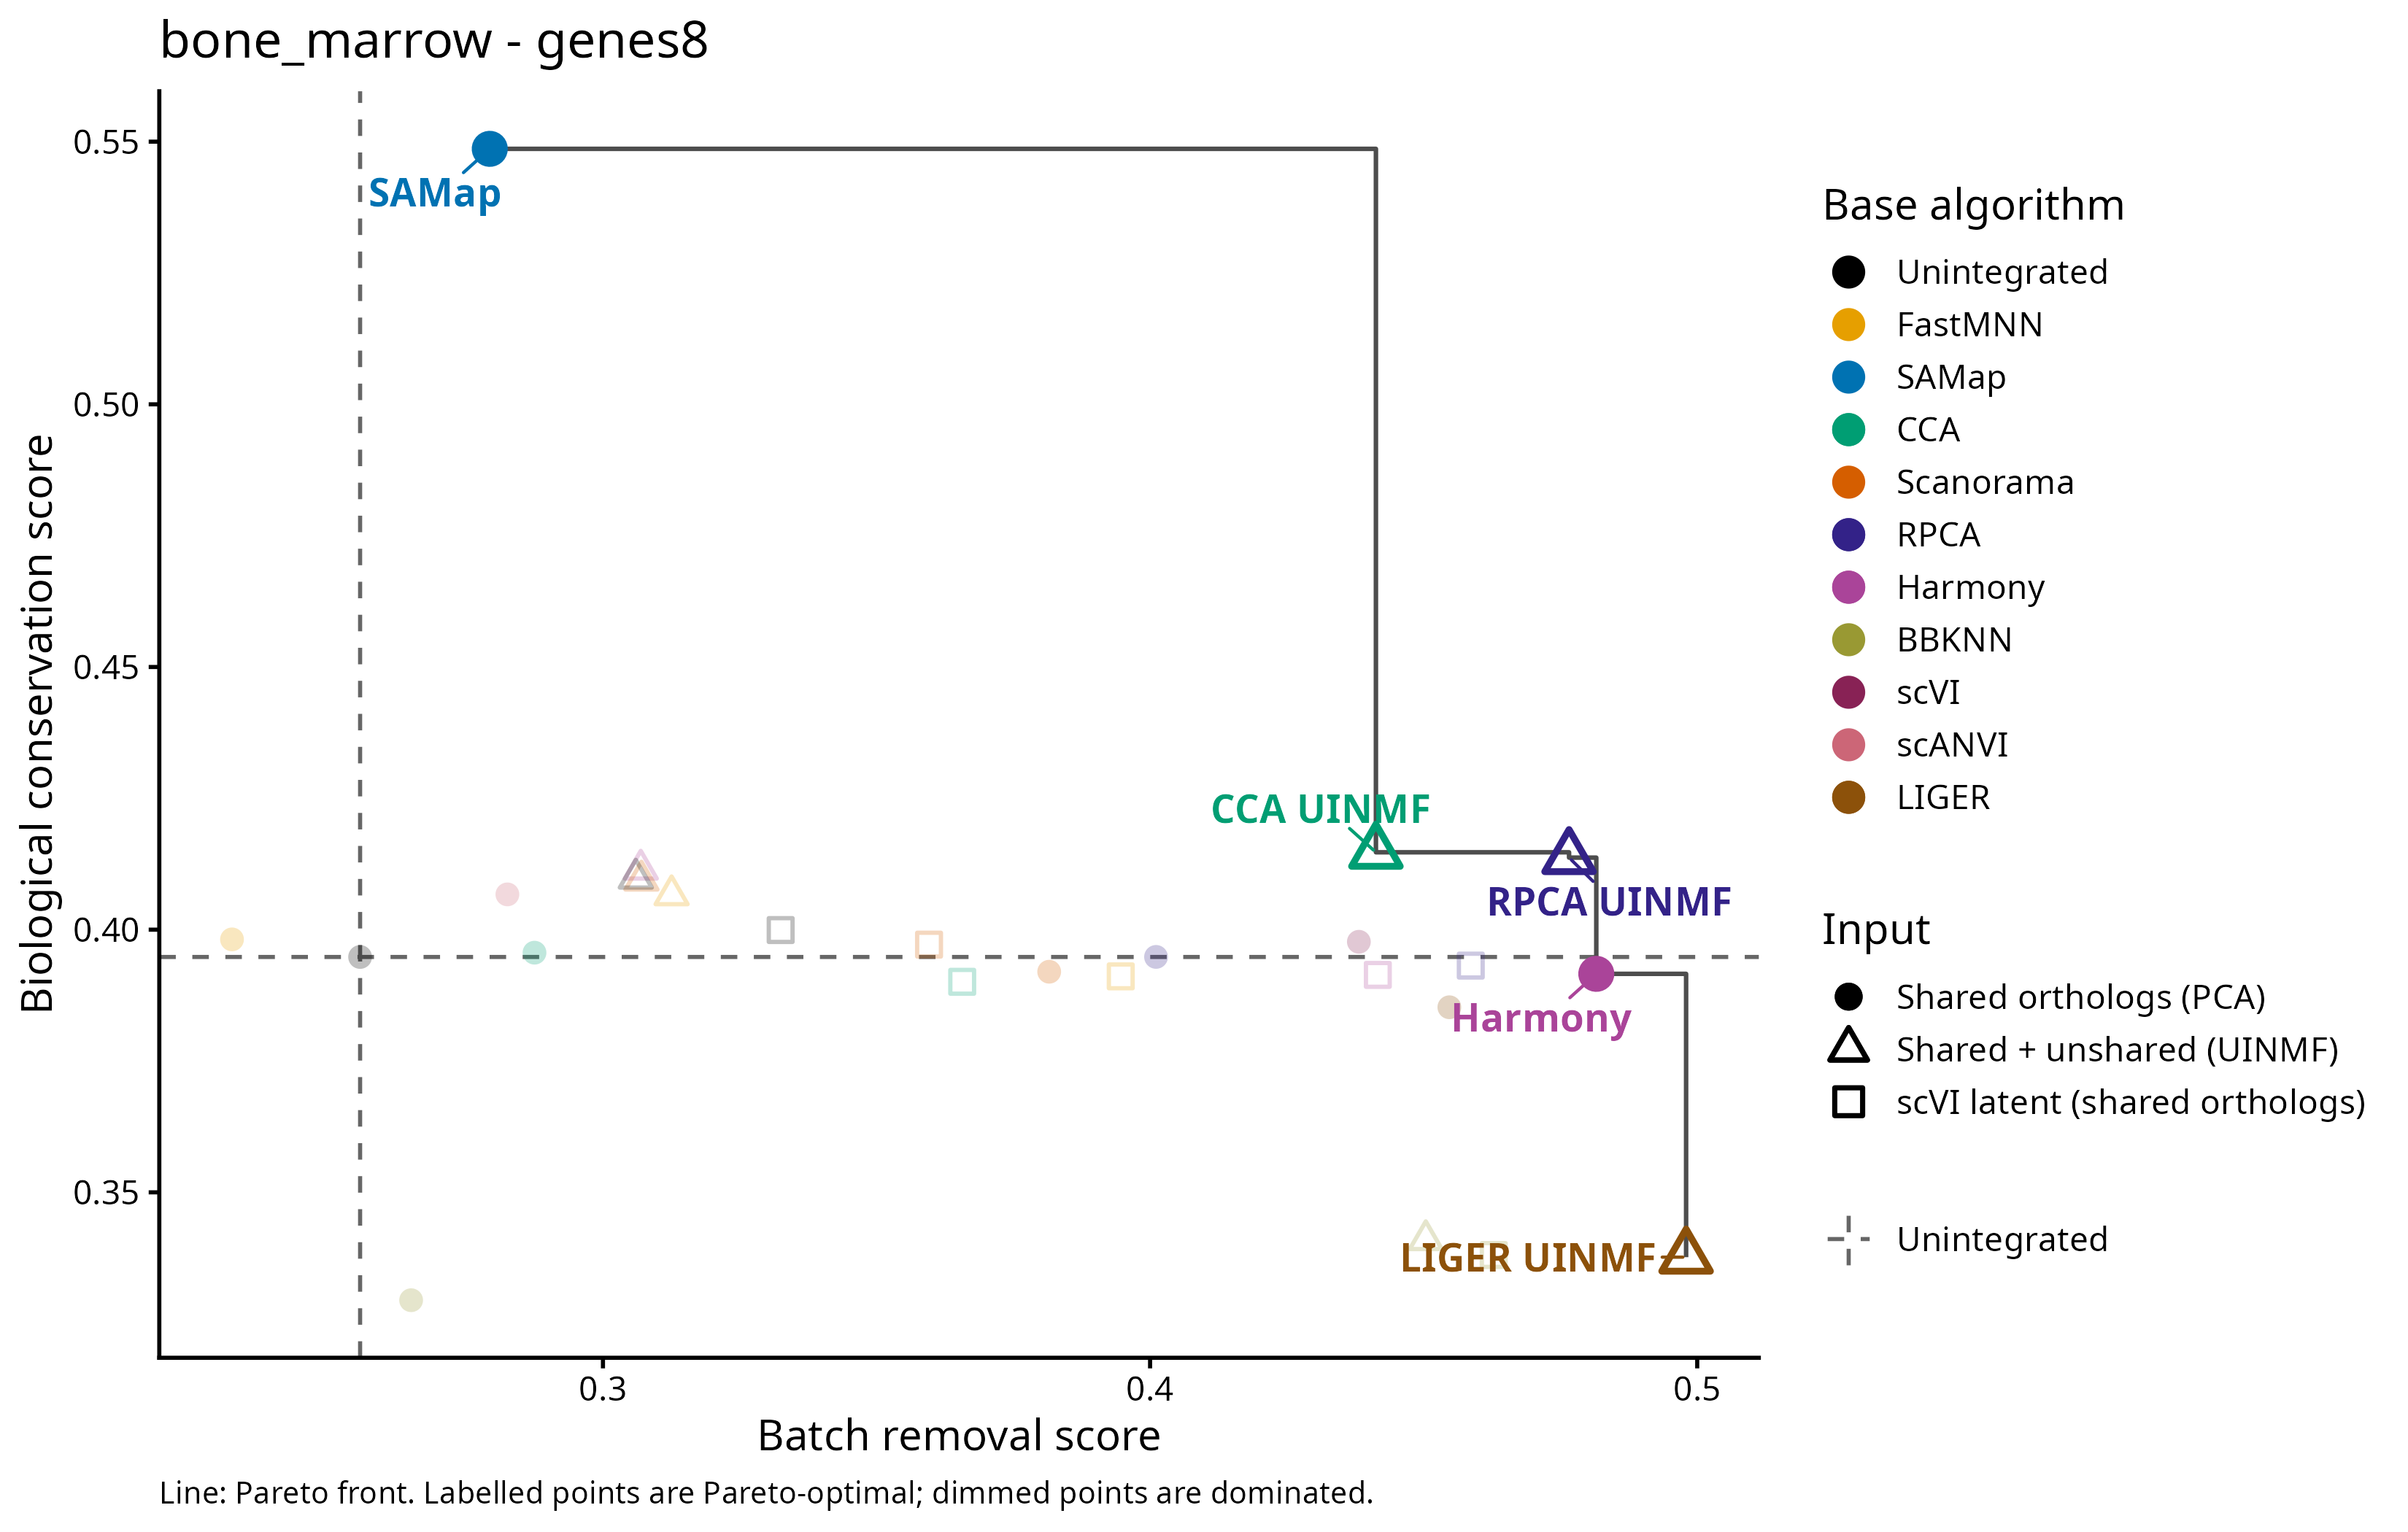 bone_marrow - genes8
0.55
0.50
0.45
0.40
0.35
Biological conservation score
SAMap
CCA UINMF
RPCA UINMF
Harmony
LIGER UINMF
0.3
0.4
0.5
Batch removal score
Line: Pareto front. Labelled points are Pareto-optimal; dimmed points are dominated.
Base algorithm
Unintegrated
FastMNN
SAMap
CCA
Scanorama
RPCA
Harmony
BBKNN
scVI
scANVI
LIGER
Input
Shared orthologs (PCA)
Shared + unshared (UINMF)
scVI latent (shared orthologs)
Unintegrated